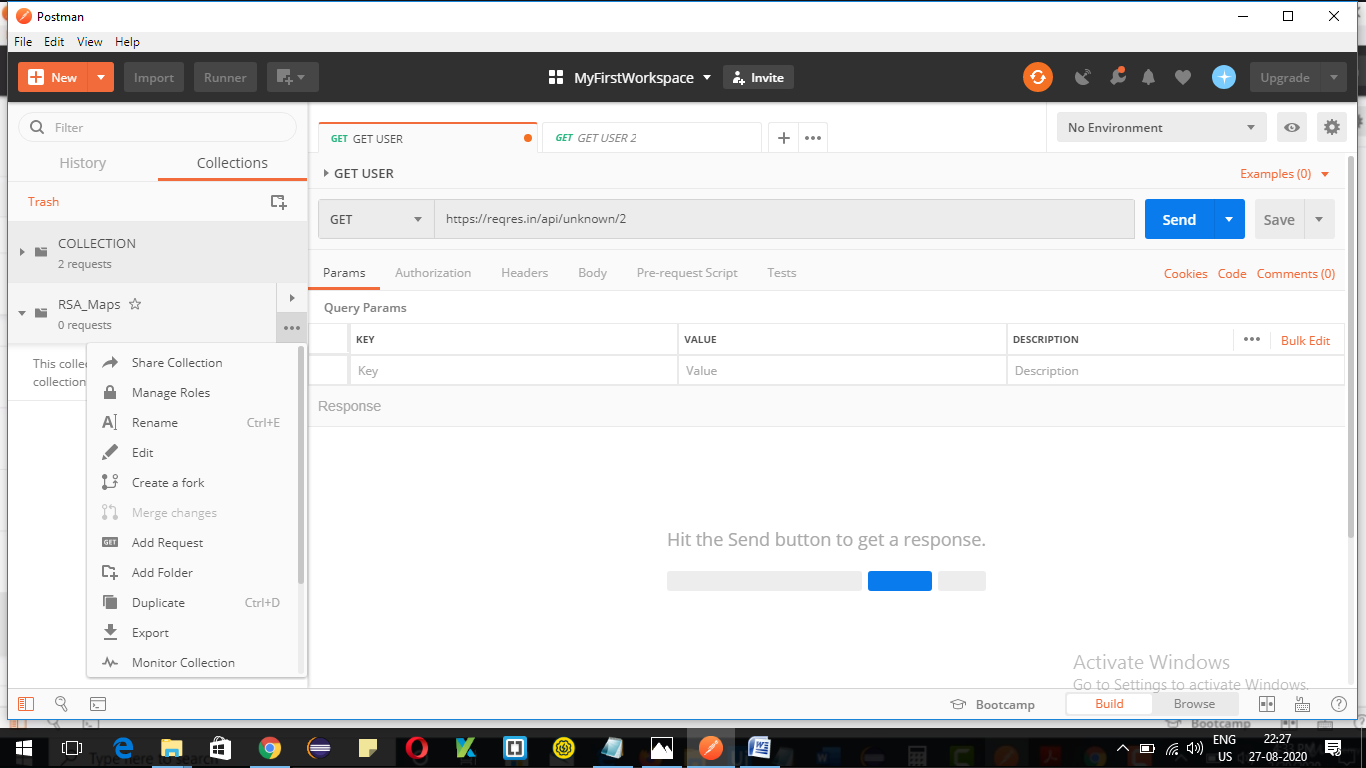 Postman
File Edit View Help
New Import Runner MyFirstWorkspace Invite Upgrade
Filter
History Collections
Trash
COLLECTION
2 requests
RSA_Maps
0 requests
This colle
collection
Share Collection
Manage Roles
Rename Ctrl+E
Edit
Create a fork
Merge changes
GET Add Request
Add Folder
Duplicate Ctrl+D
Export
Monitor Collection
GET GET USER GET GET USER 2 No Environment
GET USER Examples (0)
GET https://reqres.in/api/unknown/2 Send Save
Params Authorization Headers Body Pre-request Script Tests Cookies Code Comments (0)
Query Params
KEY VALUE DESCRIPTION Bulk Edit
Key Value Description
Response
Hit the Send button to get a response.
Activate Windows
Go to Settings to activate Windows.
Bootcamp Build Browse
Bootcamp
Type here to search
ENG
US
22:27
27-08-2020